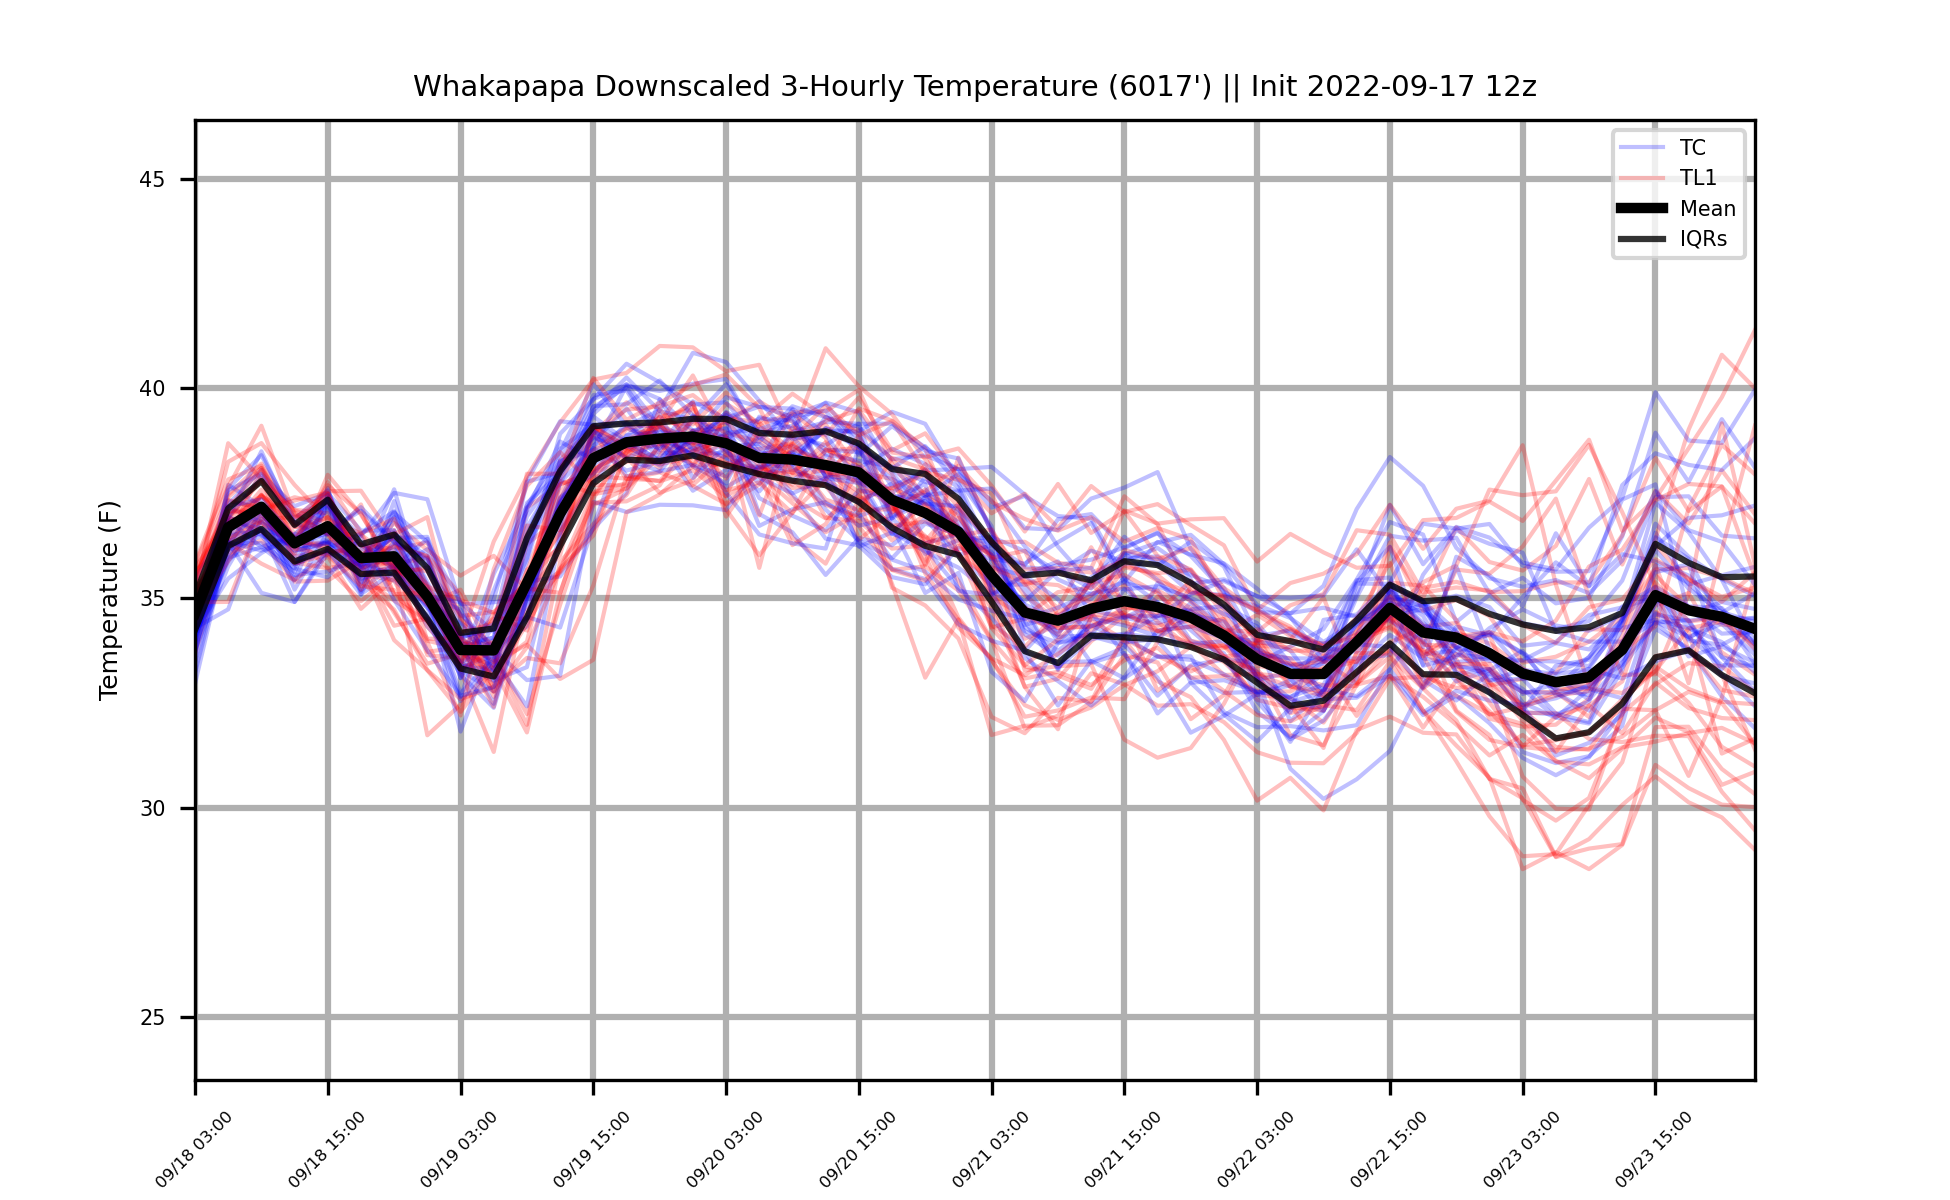 Whakapapa Downscaled 3-Hourly Temperature (6017') || Init 2022-09-17 12z
TC
TL1
Mean
IQRs
Temperature (F)
45
40
35
30
25
09/18 03:00
09/18 15:00
09/19 03:00
09/19 15:00
09/20 03:00
09/20 15:00
09/21 03:00
09/21 15:00
09/22 03:00
09/22 15:00
09/23 03:00
09/23 15:00